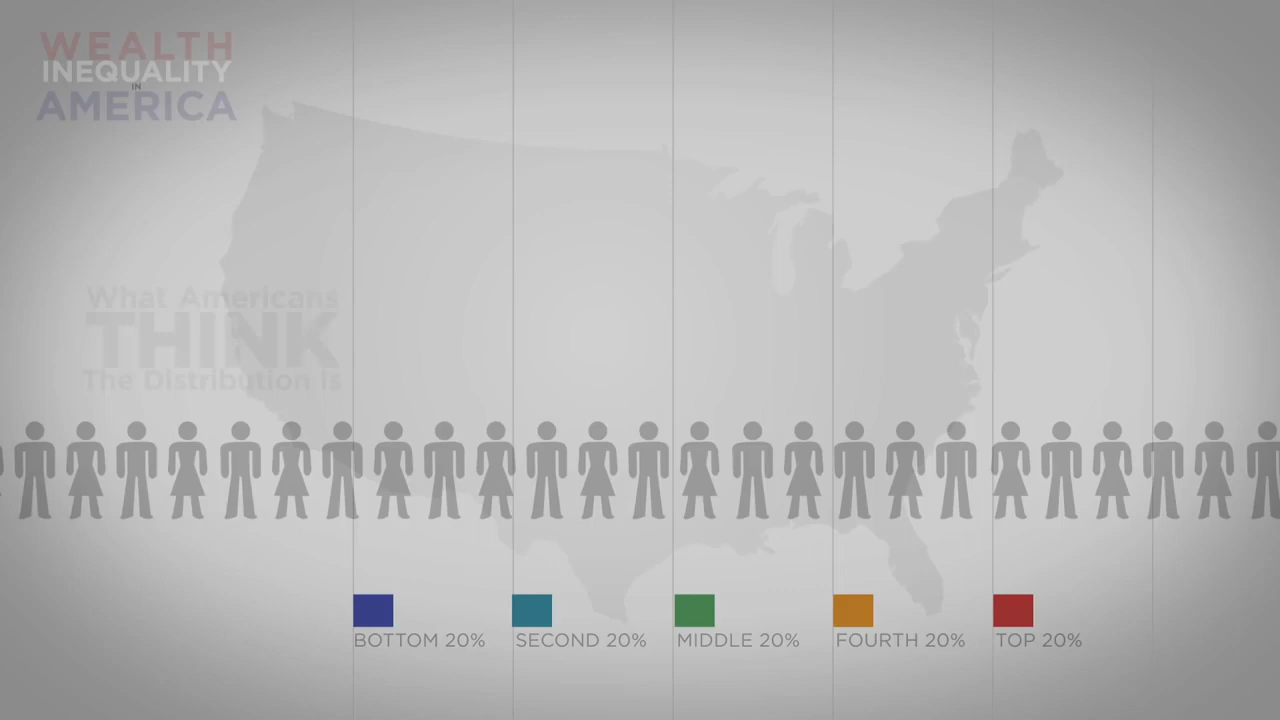 WEALTH
INEQUALITY
IN
AMERICA
What Americans
THINK
The Distribution is
BOTTOM 20%
SECOND 20%
MIDDLE 20%
FOURTH 20%
TOP 20%